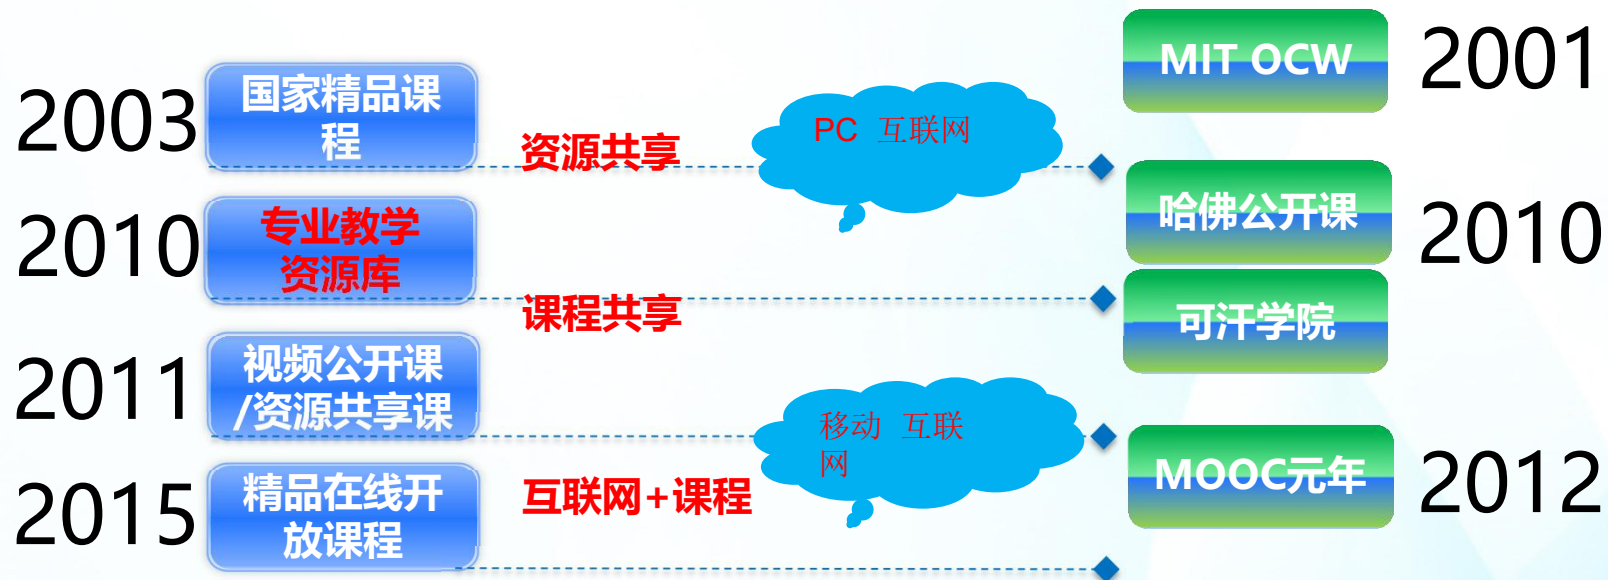 MIT OCW
2001
2003
国家精品课
程
资源共享
PC 互联网
哈佛公开课
2010
2010
专业教学
资源库
课程共享
可汗学院
2011
视频公开课
/资源共享课
移动 互联
网
MOOC元年
2012
2015
精品在线开
放课程
互联网+课程